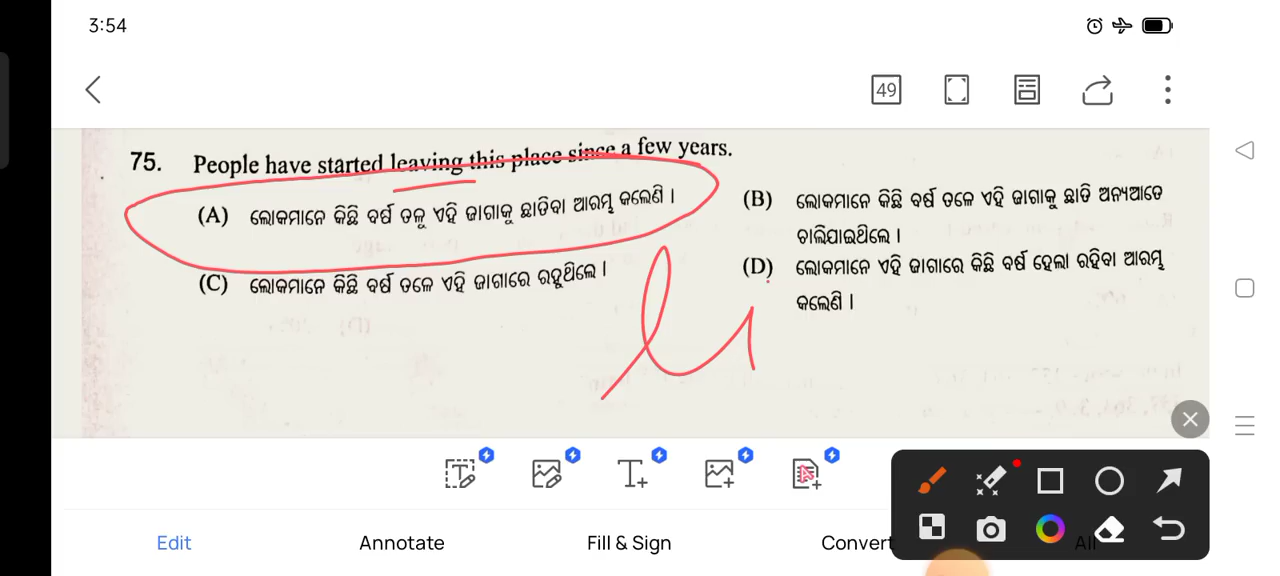 3:54
49
75. People have started leaving this place since a few years.
(A) ଲୋକମାନେ କିଛି ବର୍ଷ ତଳୁ ଏହି ଜାଗାକୁ ଛାଡିବା ଆରମ୍ଭ କଲେଣି ।
(B) ଲୋକମାନେ କିଛି ବର୍ଷ ତଳେ ଏହି ଜାଗାକୁ ଛାଡି ଅନ୍ୟଆଡେ
ଚାଲିଯାଇଥିଲେ ।
(C) ଲୋକମାନେ କିଛି ବର୍ଷ ତଳେ ଏହି ଜାଗାରେ ରହୁଥିଲେ ।
(D) ଲୋକମାନେ ଏହି ଜାଗାରେ କିଛି ବର୍ଷ ହେଲା ରହିବା ଆରମ୍ଭ
କଲେଣି ।
Edit Annotate Fill & Sign Convert All